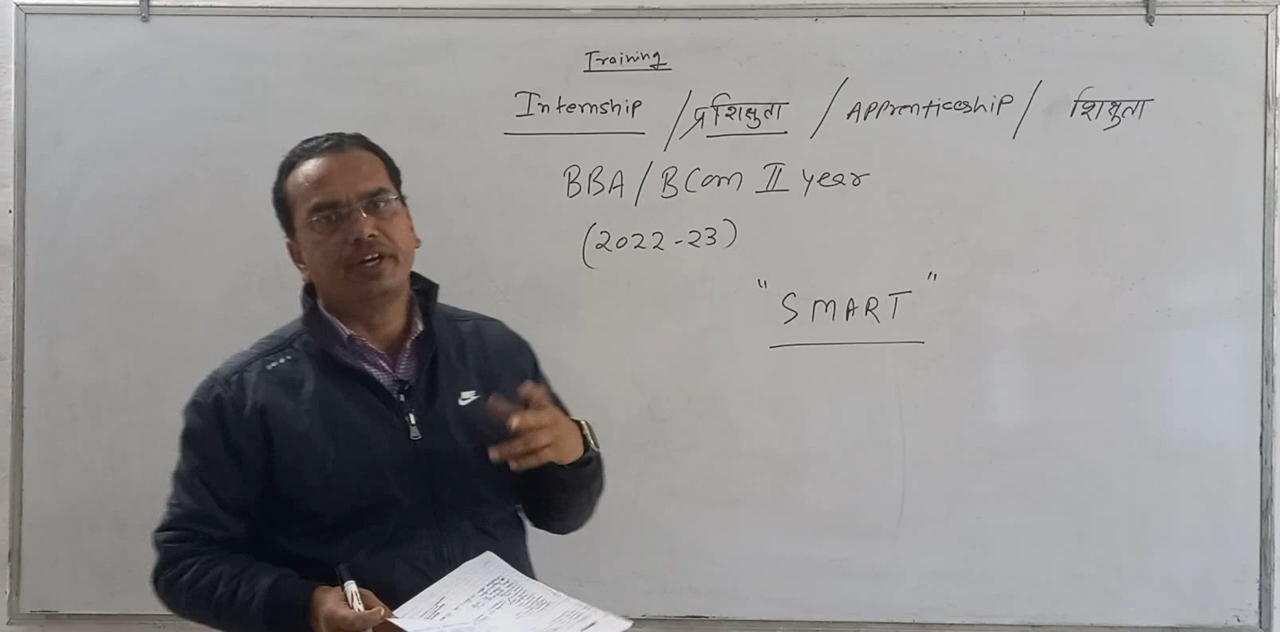 Training
Internship / प्रशिक्षुता / Apprenticeship / शिक्षुता
BBA / BCom II year
(2022-23)
"SMART"